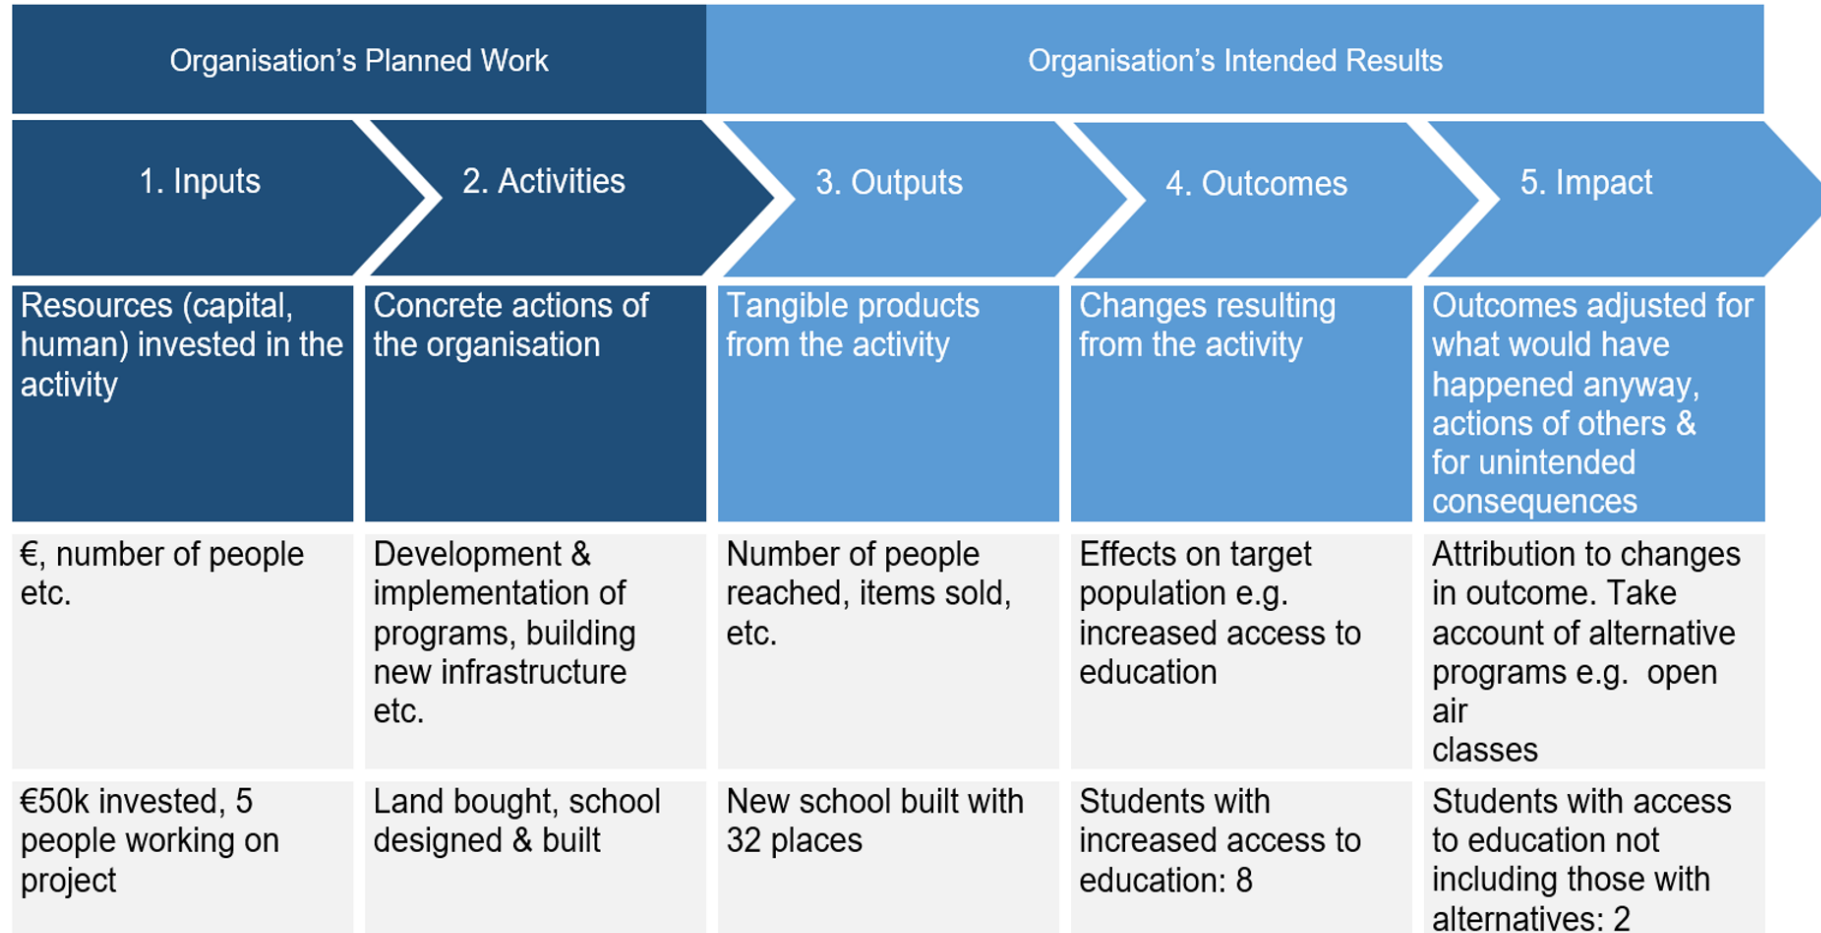 Organisation’s Planned Work
Organisation’s Intended Results
1. Inputs
2. Activities
3. Outputs
4. Outcomes
5. Impact
Resources (capital,
human) invested in the
activity
Concrete actions of
the organisation
Tangible products
from the activity
Changes resulting
from the activity
Outcomes adjusted for
what would have
happened anyway,
actions of others &
for unintended
consequences
€, number of people
etc.
Development &
implementation of
programs, building
new infrastructure
etc.
Number of people
reached, items sold,
etc.
Effects on target
population e.g.
increased access to
education
Attribution to changes
in outcome. Take
account of alternative
programs e.g.  open
air
classes
€50k invested, 5
people working on
project
Land bought, school
designed & built
New school built with
32 places
Students with
increased access to
education: 8
Students with access
to education not
including those with
alternatives: 2